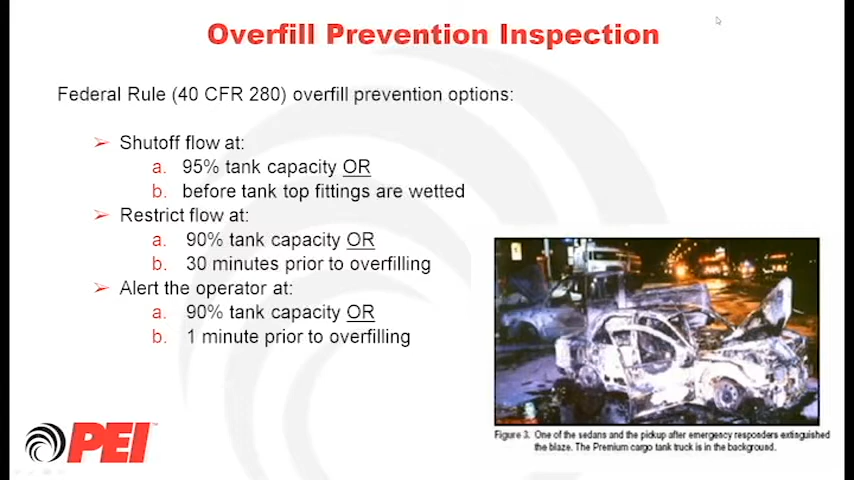 Overfill Prevention Inspection
Federal Rule (40 CFR 280) overfill prevention options:
➢ Shutoff flow at:
a. 95% tank capacity OR
b. before tank top fittings are wetted
➢ Restrict flow at:
a. 90% tank capacity OR
b. 30 minutes prior to overfilling
➢ Alert the operator at:
a. 90% tank capacity OR
b. 1 minute prior to overfilling
Figure 3. One of the sedans and the pickup after emergency responders extinguished
the blaze. The Premium cargo tank truck is in the background.
PEI